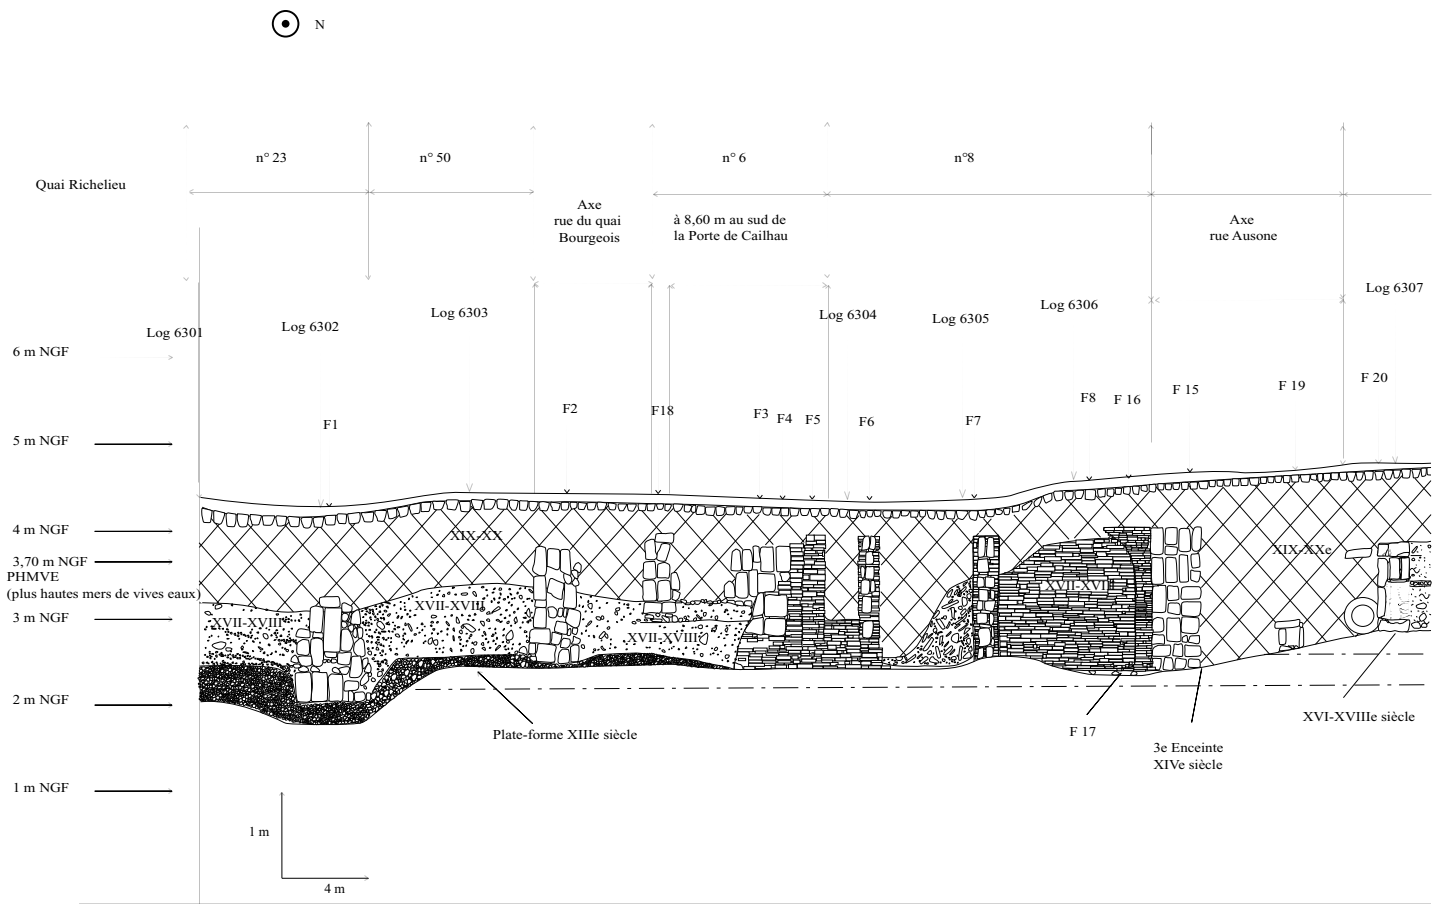 N
n° 23
n° 50
n° 6
n°8
Quai Richelieu
Axe
rue du quai
Bourgeois
à 8,60 m au sud de
la Porte de Cailhau
Axe
rue Ausone
Log 6301
Log 6302
Log 6303
Log 6304
Log 6305
Log 6306
Log 6307
6 m NGF
5 m NGF
4 m NGF
3,70 m NGF
PHMVE
(plus hautes mers de vives eaux)
3 m NGF
2 m NGF
1 m NGF
F1
F2
F18
F3
F4
F5
F6
F7
F8
F 16
F 15
F 19
F 20
XIX-XX
XIX-XXe
XVII-XVIII
XVII-XVIII
XVII-XVIII
XVII-XVII
Plate-forme XIIIe siècle
F 17
3e Enceinte
XIVe siècle
XVI-XVIIIe siècle
1 m
4 m